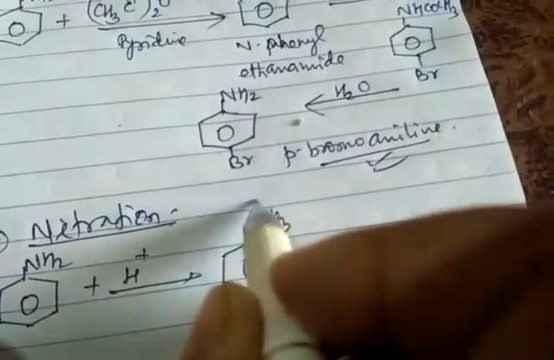 + (CH3C)2O
Pyridine
N-phenyl
ethanamide
NHCOCH3
Br
H2O
NH2
Br
p-bromoaniline.
Nitration-
NH2
+ H+